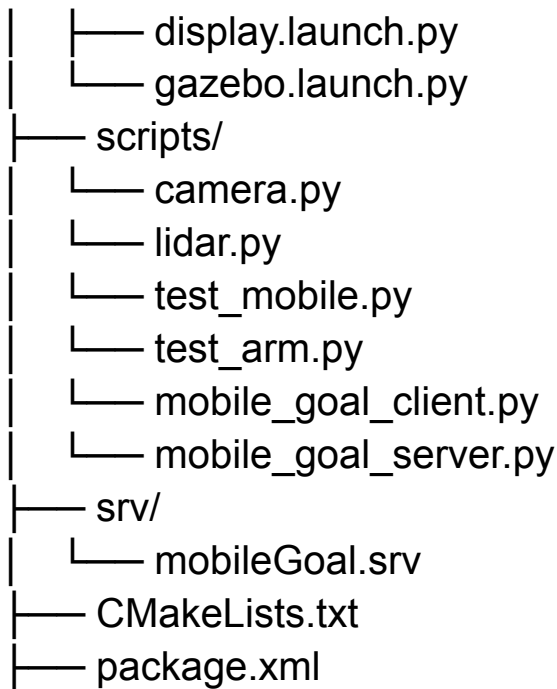 │   ├── display.launch.py
│   └── gazebo.launch.py
├── scripts/
│   └── camera.py
│   └── lidar.py
│   └── test_mobile.py
│   └── test_arm.py
│   └── mobile_goal_client.py
│   └── mobile_goal_server.py
├── srv/
│   └── mobileGoal.srv
├── CMakeLists.txt
├── package.xml